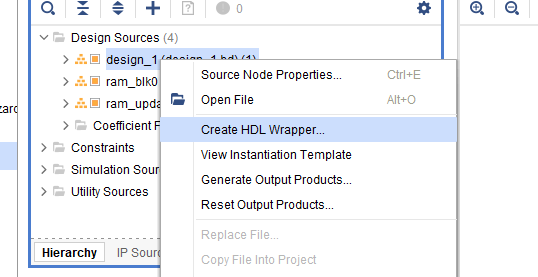 0
Design Sources (4)
design_1 (design_1.bd) (1)
ram_blk0
ram_upda
Coefficient F
Constraints
Simulation Sour
Utility Sources
Source Node Properties... Ctrl+E
Open File Alt+O
Create HDL Wrapper...
View Instantiation Template
Generate Output Products...
Reset Output Products...
Replace File...
Copy File Into Project
Hierarchy IP Sour